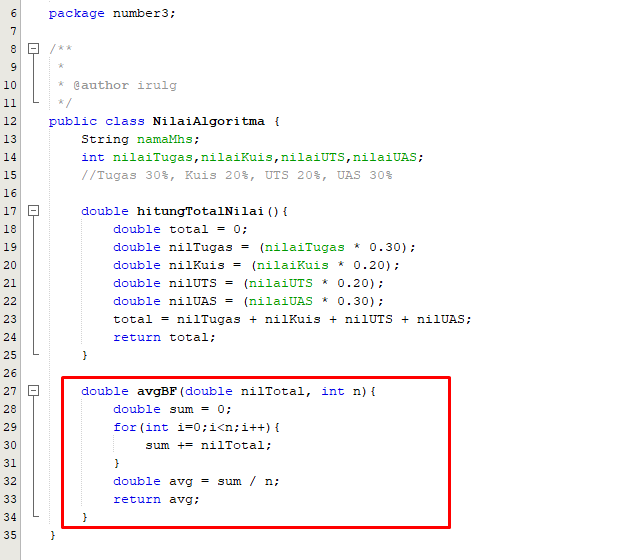 6 package number3;
7
8 /**
9 *
10 * @author irulg
11 */
12 public class NilaiAlgoritma {
13 String namaMhs;
14 int nilaiTugas,nilaiKuis,nilaiUTS,nilaiUAS;
15 //Tugas 30%, Kuis 20%, UTS 20%, UAS 30%
16
17 double hitungTotalNilai(){
18 double total = 0;
19 double nilTugas = (nilaiTugas * 0.30);
20 double nilKuis = (nilaiKuis * 0.20);
21 double nilUTS = (nilaiUTS * 0.20);
22 double nilUAS = (nilaiUAS * 0.30);
23 total = nilTugas + nilKuis + nilUTS + nilUAS;
24 return total;
25 }
26
27 double avgBF(double nilTotal, int n){
28 double sum = 0;
29 for(int i=0;i<n;i++){
30 sum += nilTotal;
31 }
32 double avg = sum / n;
33 return avg;
34 }
35 }